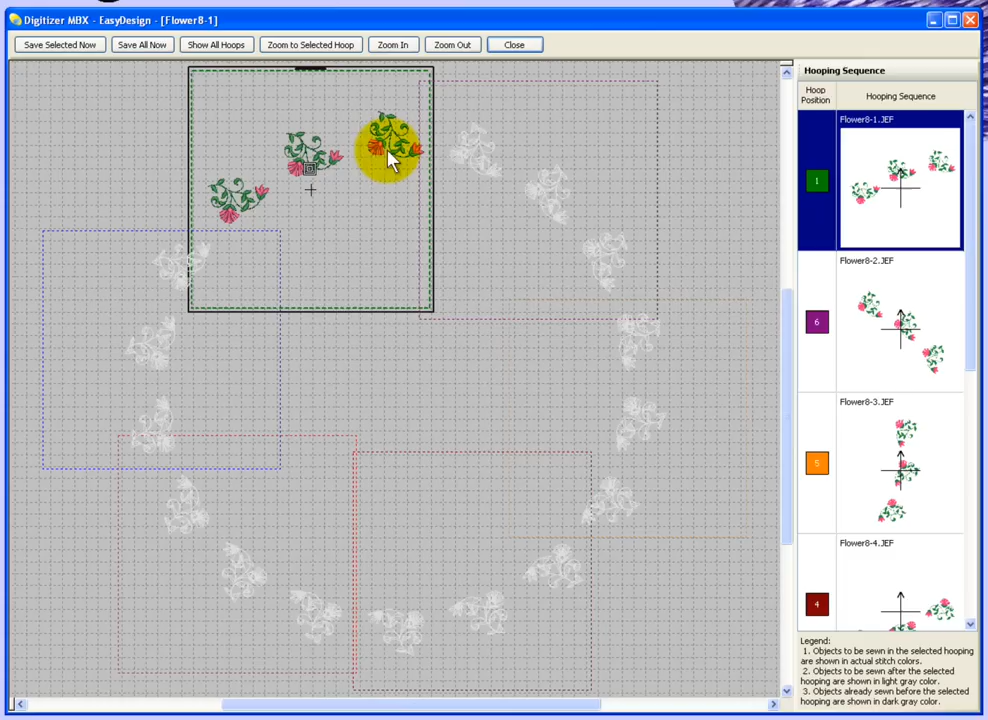 Digitizer MBX - EasyDesign - [Flower8-1]
Save Selected Now
Save All Now
Show All Hoops
Zoom to Selected Hoop
Zoom In
Zoom Out
Close
Hooping Sequence
Hoop Position
Hooping Sequence
Flower8-1.JEF
1
Flower8-2.JEF
6
Flower8-3.JEF
5
Flower8-4.JEF
4
Legend:
1. Objects to be sewn in the selected hooping
are shown in actual stitch colors.
2. Objects to be sewn after the selected
hooping are shown in light gray color.
3. Objects already sewn before the selected
hooping are shown in dark gray color.